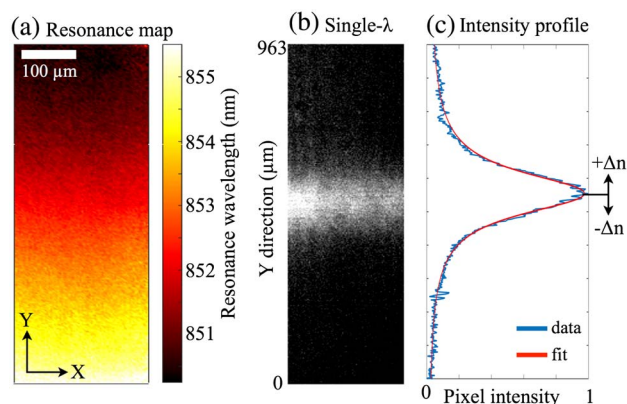 (a) Resonance map
100 µm
Y
X
855
854
853
852
851
Resonance wavelength (nm)
(b) Single-λ
963
Y direction (µm)
0
(c) Intensity profile
+Δn
-Δn
data
fit
0
Pixel intensity
1